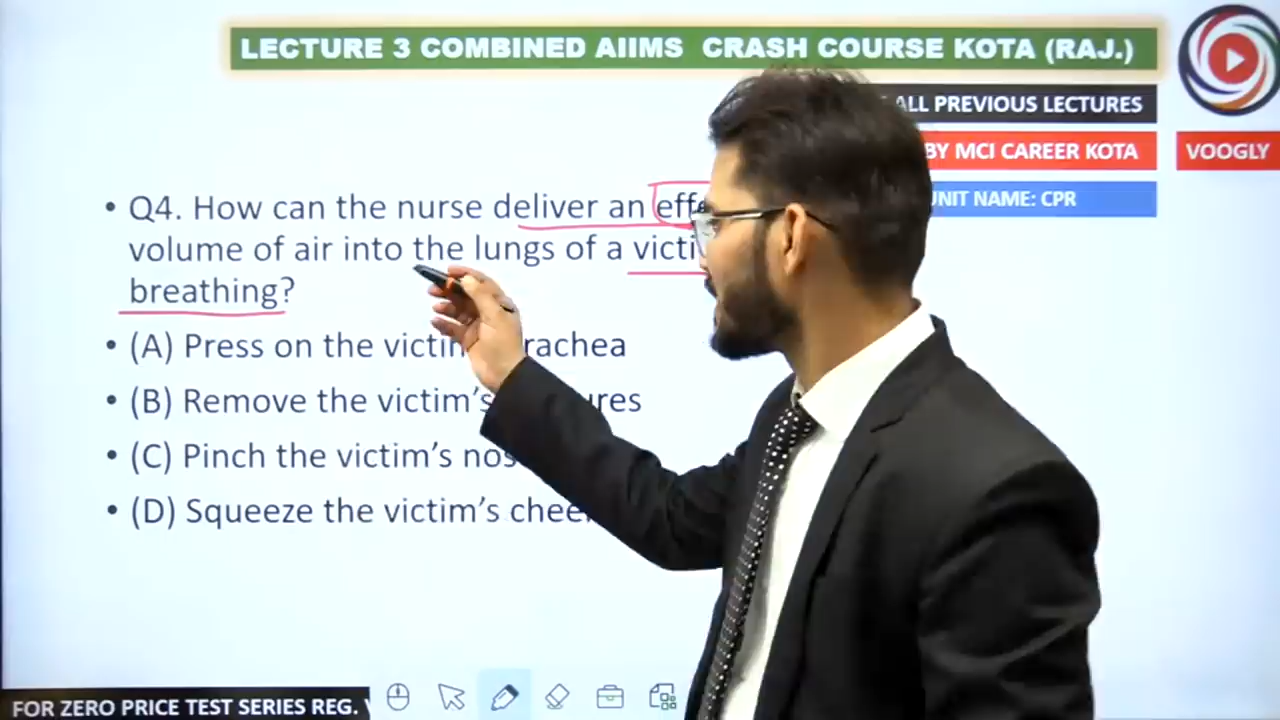 LECTURE 3 COMBINED AIIMS CRASH COURSE KOTA (RAJ.)
ALL PREVIOUS LECTURES
BY MCI CAREER KOTA
VOOGLY
UNIT NAME: CPR
• Q4. How can the nurse deliver an
volume of air into the lungs of a
breathing?
• (A) Press on the
• (B) Remove the victim's
• (C) Pinch the victim's
• (D) Squeeze the victim's
FOR ZERO PRICE TEST SERIES REG.